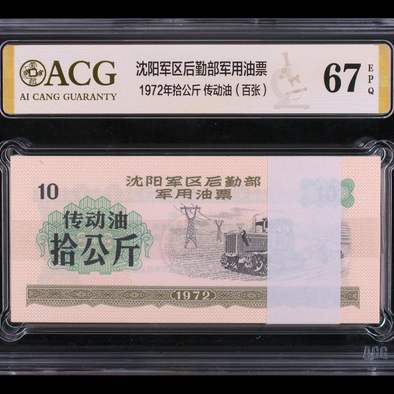 ACG
AI CANG GUARANTY
沈阳军区后勤部军用油票
1972年拾公斤 传动油（百张）
67
EPQ
10
沈阳军区后勤部
军用油票
传动油
拾公斤
1972
ACG